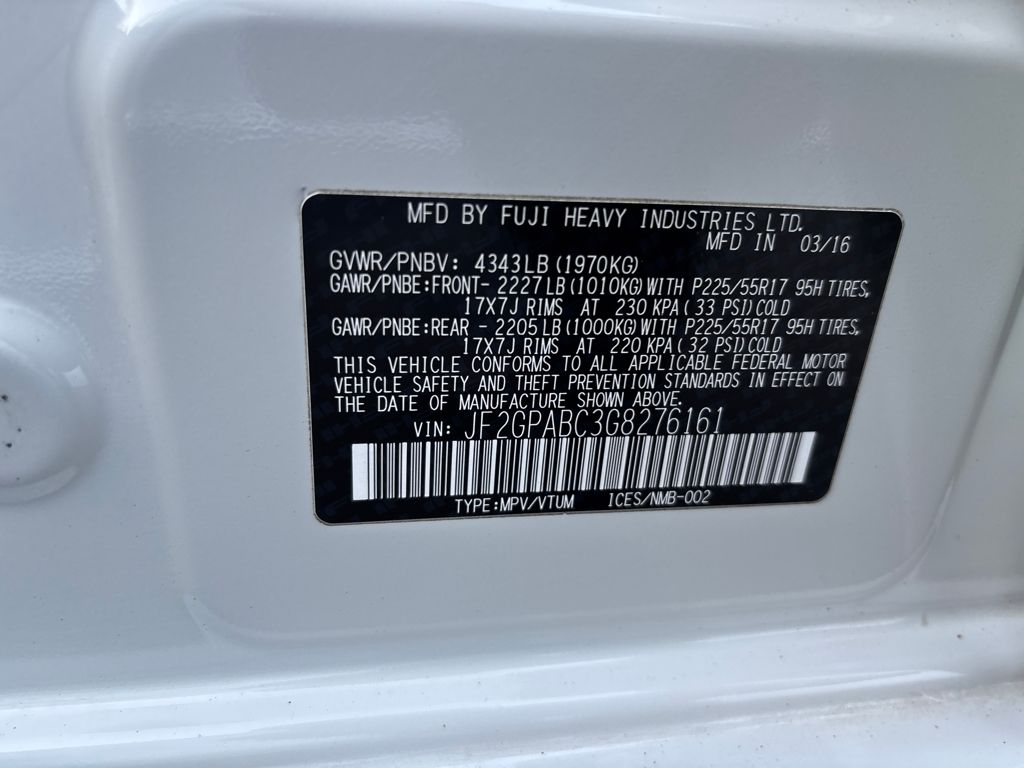 MFD BY FUJI HEAVY INDUSTRIES LTD.
MFD IN 03/16
GVWR/PNBV: 4343LB (1970KG)
GAWR/PNBE:FRONT- 2227LB(1010KG)WITH P225/55R17 95H TIRES,
17X7J RIMS AT 230 KPA(33 PSI)COLD
GAWR/PNBE:REAR - 2205LB(1000KG)WITH P225/55R17 95H TIRES,
17X7J RIMS AT 220 KPA(32 PSI)COLD
THIS VEHICLE CONFORMS TO ALL APPLICABLE FEDERAL MOTOR
VEHICLE SAFETY AND THEFT PREVENTION STANDARDS IN EFFECT ON
THE DATE OF MANUFACTURE SHOWN ABOVE.
VIN: JF2GPABC3G8276161
TYPE:MPV/VTUM ICES/NMB-002